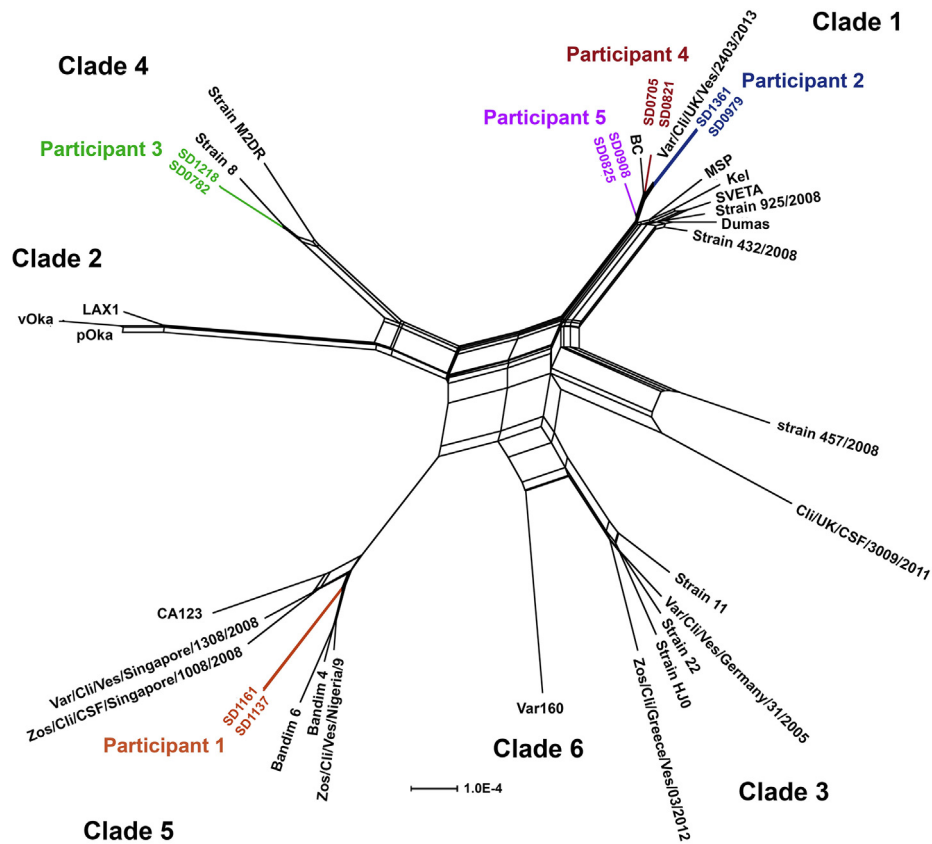 Clade 1
Clade 4
Participant 4
Participant 2
Participant 5
Participant 3
SD0705
SD0821
Var/Cli/UK/Ves/2403/2013
SD1361
SD0979
SD0908
SD0825
BC
Strain M2DR
Strain 8
SD1218
SD0782
MSP
Kel
SVETA
Strain 925/2008
Dumas
Strain 432/2008
Clade 2
LAX1
vOka
pOka
strain 457/2008
Cli/UK/CSF/3009/2011
Strain 11
Var/Cli/Ves/Germany/31/2005
Strain 22
Strain HJ0
Zos/Cli/Greece/Ves/03/2012
CA123
Var/Cli/Ves/Singapore/1308/2008
Zos/Cli/CSF/Singapore/1008/2008
SD1161
SD1137
Participant 1
Bandim 6
Bandim 4
Zos/Cli/Ves/Nigeria/9
Var160
Clade 6
1.0E-4
Clade 3
Clade 5